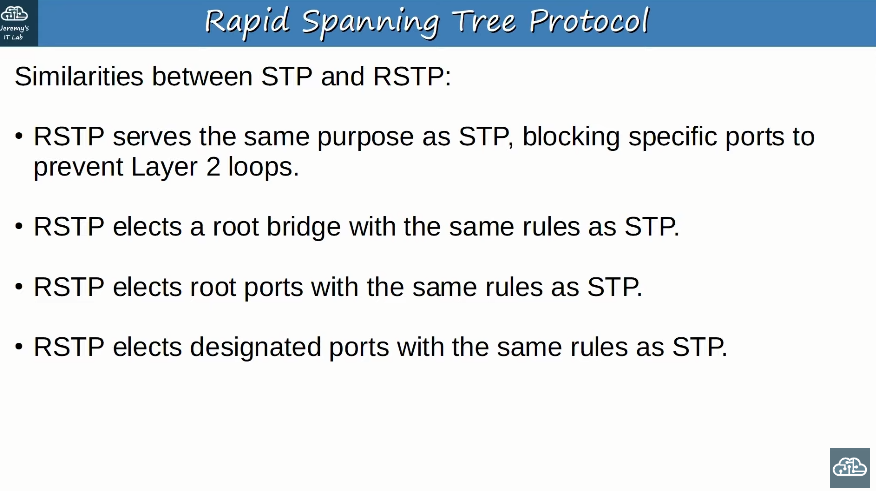 Jeremy's
IT Lab
Rapid Spanning Tree Protocol
Similarities between STP and RSTP:
• RSTP serves the same purpose as STP, blocking specific ports to
prevent Layer 2 loops.
• RSTP elects a root bridge with the same rules as STP.
• RSTP elects root ports with the same rules as STP.
• RSTP elects designated ports with the same rules as STP.